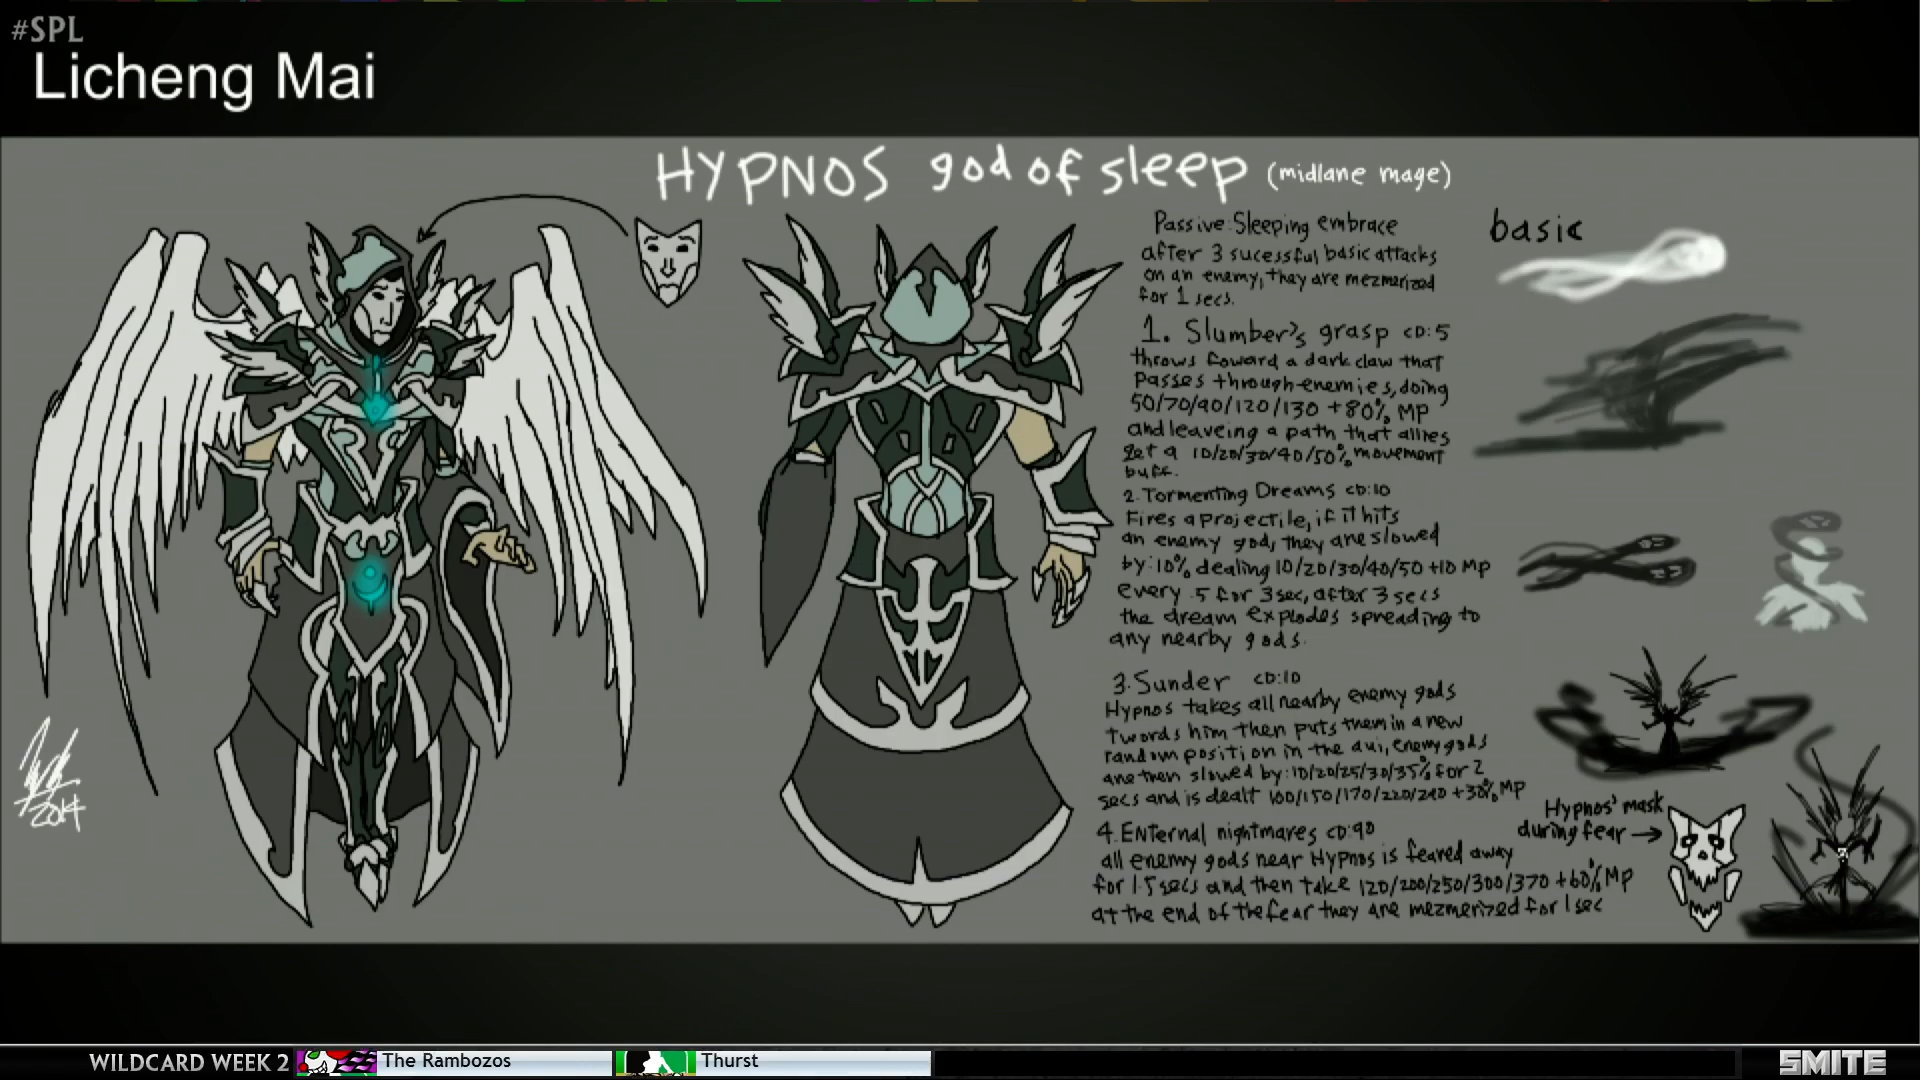 #SPL
Licheng Mai
HYPNOS god of sleep (midlane mage)
Passive: Sleeping embrace
after 3 sucessful basic attacks
on an enemy, they are mezmerized
for 1 secs.
1. Slumber's grasp CD:5
throws foward a dark claw that
passes through enemies, doing
50/70/90/120/130 +80% MP
and leaveing a path that allies
get a 10/20/30/40/50% movement
buff.
2. Tormenting Dreams CD:10
Fires a projectile, if it hits
an enemy god, they are slowed
by: 10% dealing 10/20/30/40/50 +10 MP
every .5 for 3 sec, after 3 secs
the dream explodes spreading to
any nearby gods.
3. Sunder CD:10
Hypnos takes all nearby enemy gods
twords him then puts them in a new
random position in the aui, enemy gods
are then slowed by: 10/20/25/30/35% for 2
secs and is dealt 100/150/170/220/240 +30% MP
4. Enternal nightmares CD:90
all enemy gods near Hypnos is feared away
for 1.5 secs and then take 120/200/250/300/370 +60% MP
at the end of the fear they are mezmerized for 1 sec
basic
Hypnos' mask
during fear
2014
WILDCARD WEEK 2 The Rambozos Thurst SMITE